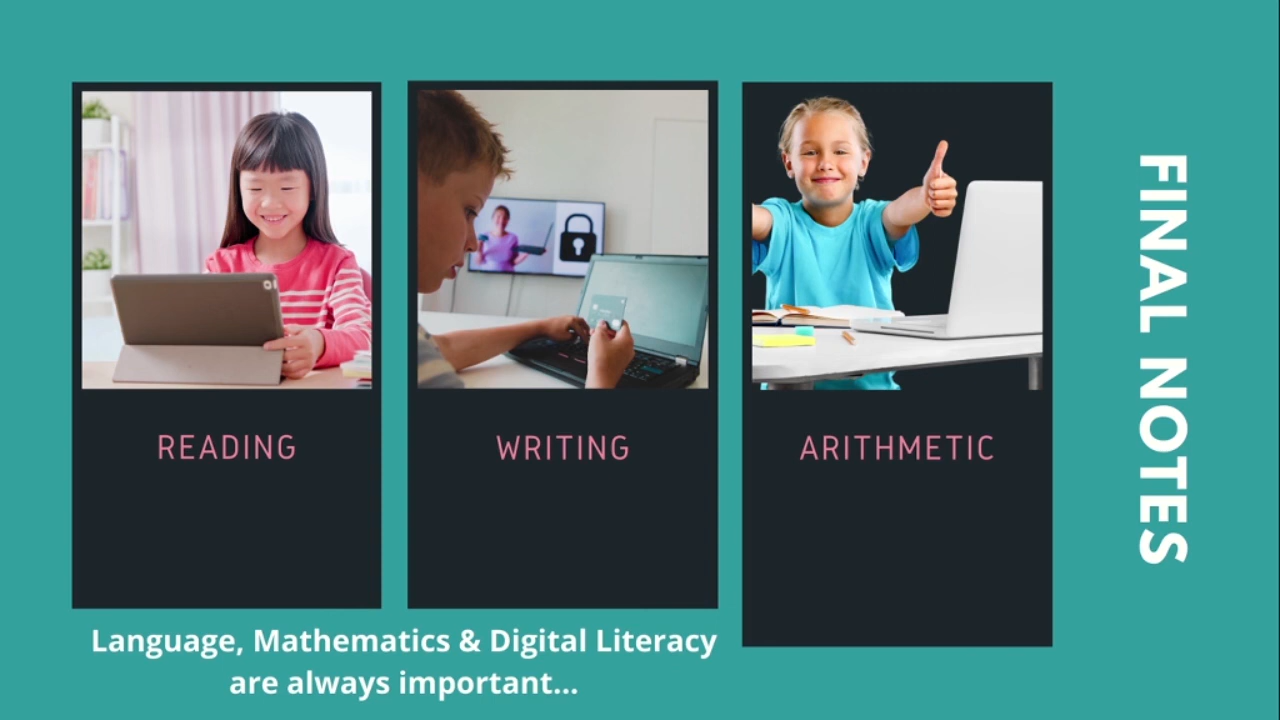 READING
WRITING
ARITHMETIC
Language, Mathematics & Digital Literacy
are always important...
FINAL NOTES